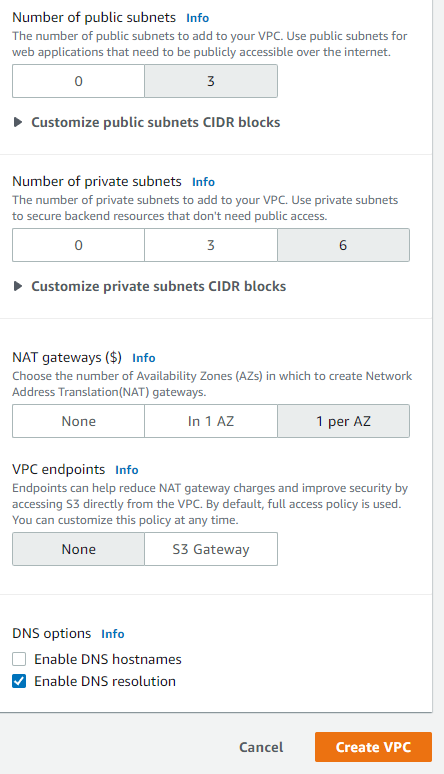 Number of public subnets Info
The number of public subnets to add to your VPC. Use public subnets for
web applications that need to be publicly accessible over the internet.
0 3
Customize public subnets CIDR blocks
Number of private subnets Info
The number of private subnets to add to your VPC. Use private subnets
to secure backend resources that don't need public access.
0 3 6
Customize private subnets CIDR blocks
NAT gateways ($) Info
Choose the number of Availability Zones (AZs) in which to create Network
Address Translation(NAT) gateways.
None In 1 AZ 1 per AZ
VPC endpoints Info
Endpoints can help reduce NAT gateway charges and improve security by
accessing S3 directly from the VPC. By default, full access policy is used.
You can customize this policy at any time.
None S3 Gateway
DNS options Info
Enable DNS hostnames
Enable DNS resolution
Cancel Create VPC